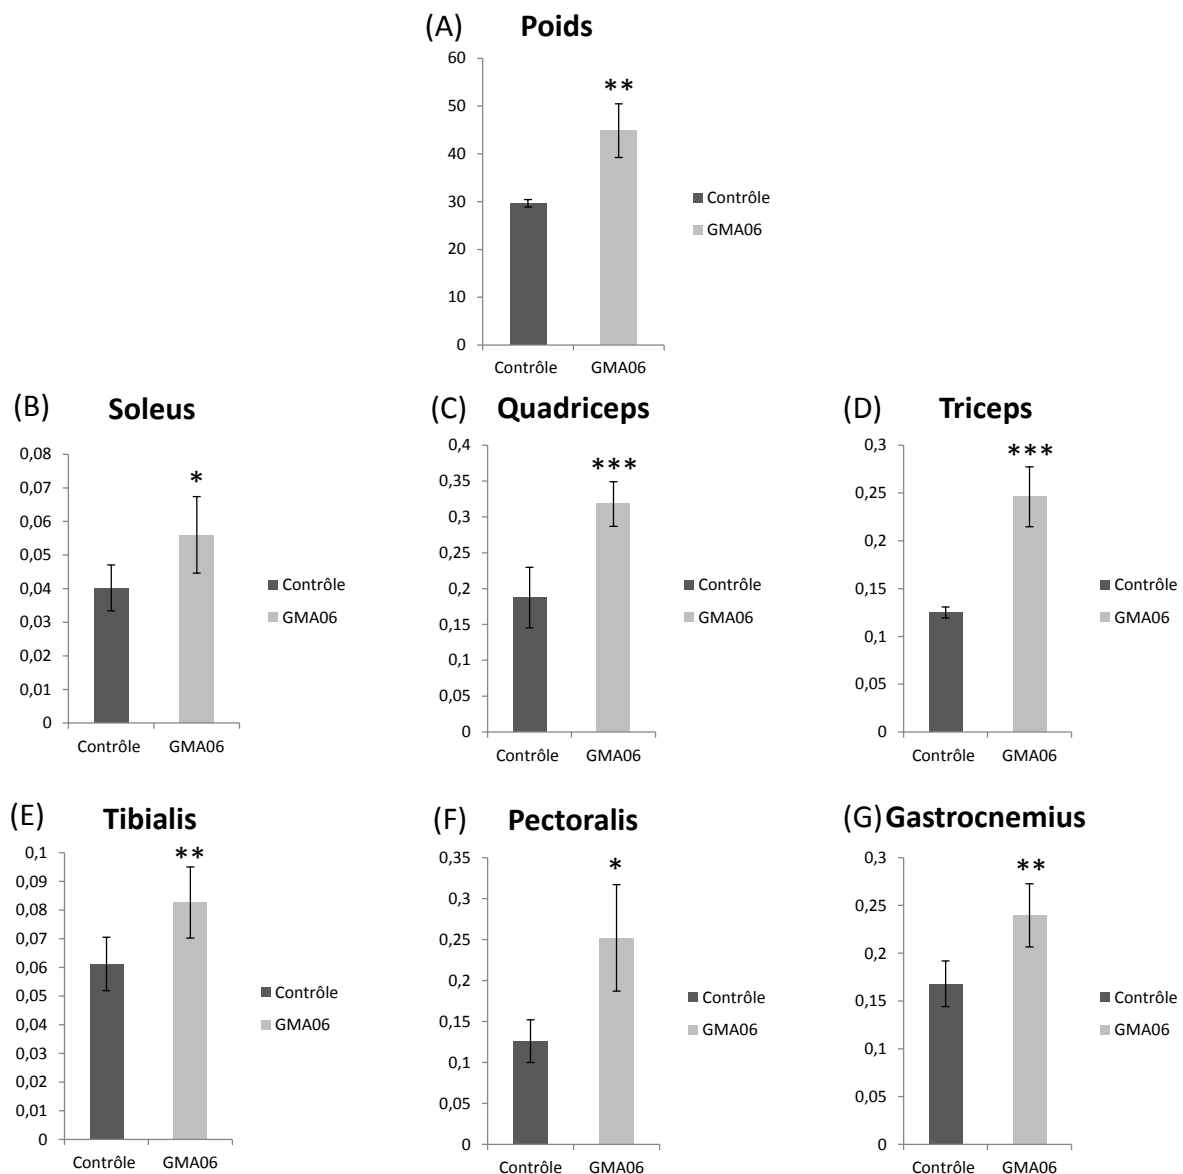 (A) Poids
60
**
50
40
30
20
10
0
Contrôle
GMA06
Contrôle GMA06
(B) Soleus
0,08
0,07
*
0,06
0,05
0,04
0,03
0,02
0,01
0
Contrôle
GMA06
Contrôle GMA06
(C) Quadriceps
0,4
***
0,35
0,3
0,25
0,2
0,15
0,1
0,05
0
Contrôle
GMA06
Contrôle GMA06
(D) Triceps
0,3
***
0,25
0,2
0,15
0,1
0,05
0
Contrôle
GMA06
Contrôle GMA06
(E) Tibialis
0,1
**
0,09
0,08
0,07
0,06
0,05
0,04
0,03
0,02
0,01
0
Contrôle
GMA06
Contrôle GMA06
(F) Pectoralis
0,35
*
0,3
0,25
0,2
0,15
0,1
0,05
0
Contrôle
GMA06
Contrôle GMA06
(G) Gastrocnemius
0,3
**
0,25
0,2
0,15
0,1
0,05
0
Contrôle
GMA06
Contrôle GMA06